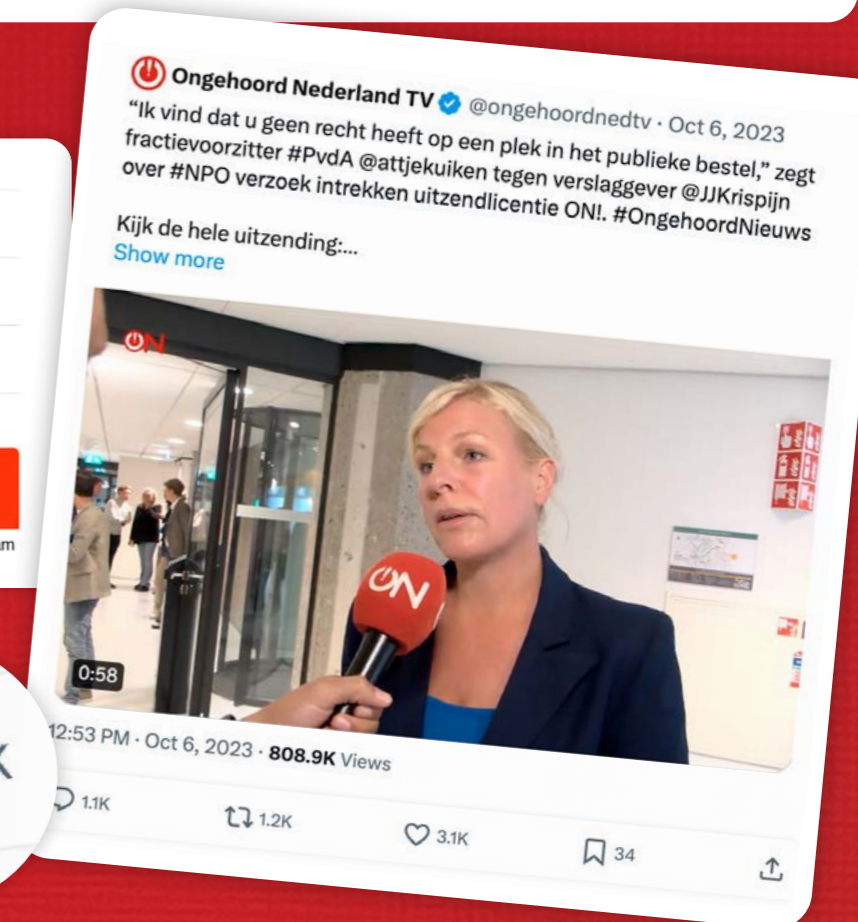 Ongehoord Nederland TV @ongehoordnedtv · Oct 6, 2023
“Ik vind dat u geen recht heeft op een plek in het publieke bestel,” zegt
fractievoorzitter #PvdA @attjekuiken tegen verslaggever @JJKrispijn
over #NPO verzoek intrekken uitzendlicentie ON!. #OngehoordNieuws
Kijk de hele uitzending:...
Show more
ON
ON
0:58
12:53 PM · Oct 6, 2023 · 808.9K Views
1.1K
1.2K
3.1K
34
am
K